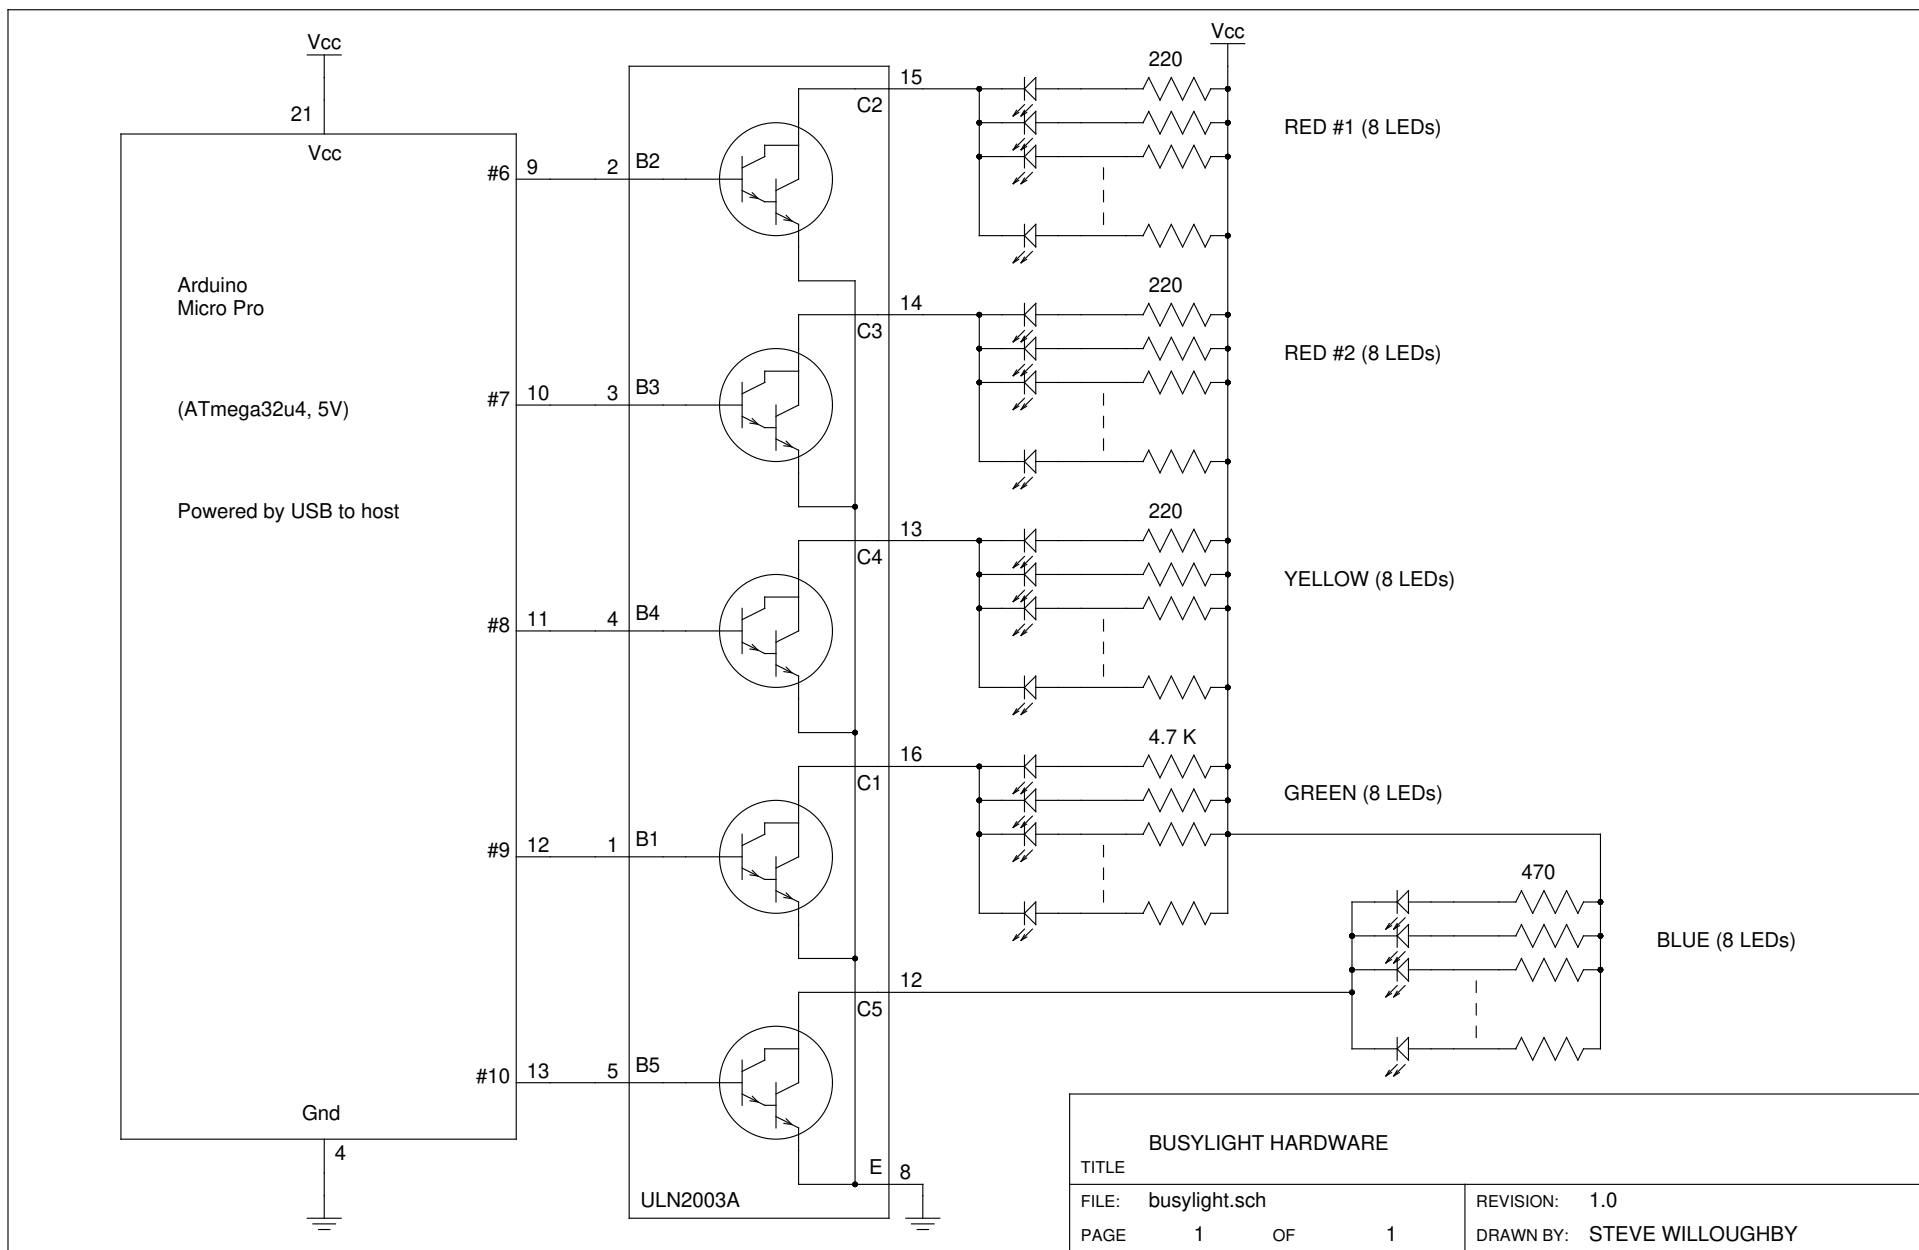 Vcc
21
Vcc
Arduino
Micro Pro
(ATmega32u4, 5V)
Powered by USB to host
Gnd
4
#6 9 2 B2
#7 10 3 B3
#8 11 4 B4
#9 12 1 B1
#10 13 5 B5
C2 15
C3 14
C4 13
C1 16
C5 12
E 8
ULN2003A
Vcc
220
RED #1 (8 LEDs)
220
RED #2 (8 LEDs)
220
YELLOW (8 LEDs)
4.7 K
GREEN (8 LEDs)
470
BLUE (8 LEDs)
BUSYLIGHT HARDWARE
TITLE
FILE: busylight.sch
REVISION: 1.0
PAGE 1 OF 1
DRAWN BY: STEVE WILLOUGHBY